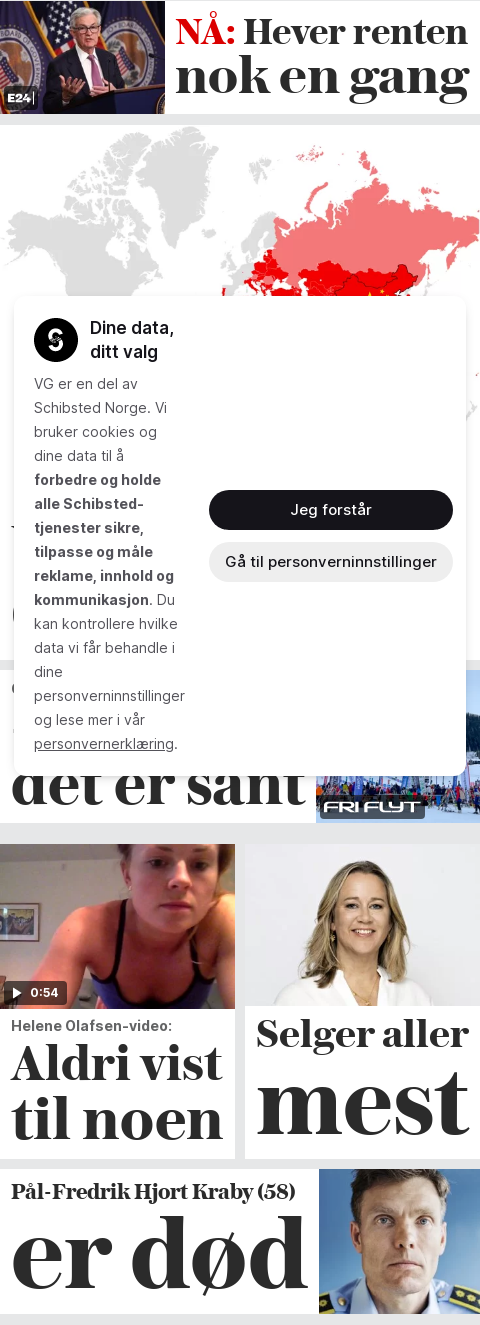 NÅ: Hever renten
nok en gang
E24
Dine data,
ditt valg
VG er en del av
Schibsted Norge. Vi
bruker cookies og
dine data til å
forbedre og holde
alle Schibsted-
tjenester sikre,
tilpasse og måle
reklame, innhold og
kommunikasjon. Du
kan kontrollere hvilke
data vi får behandle i
dine
personverninnstillinger
og lese mer i vår
personvernerklæring.
Jeg forstår
Gå til personverninnstillinger
det er sant
FRI FLYT
0:54
Helene Olafsen-video:
Aldri vist
til noen
Selger aller
mest
Pål-Fredrik Hjort Kraby (58)
er død